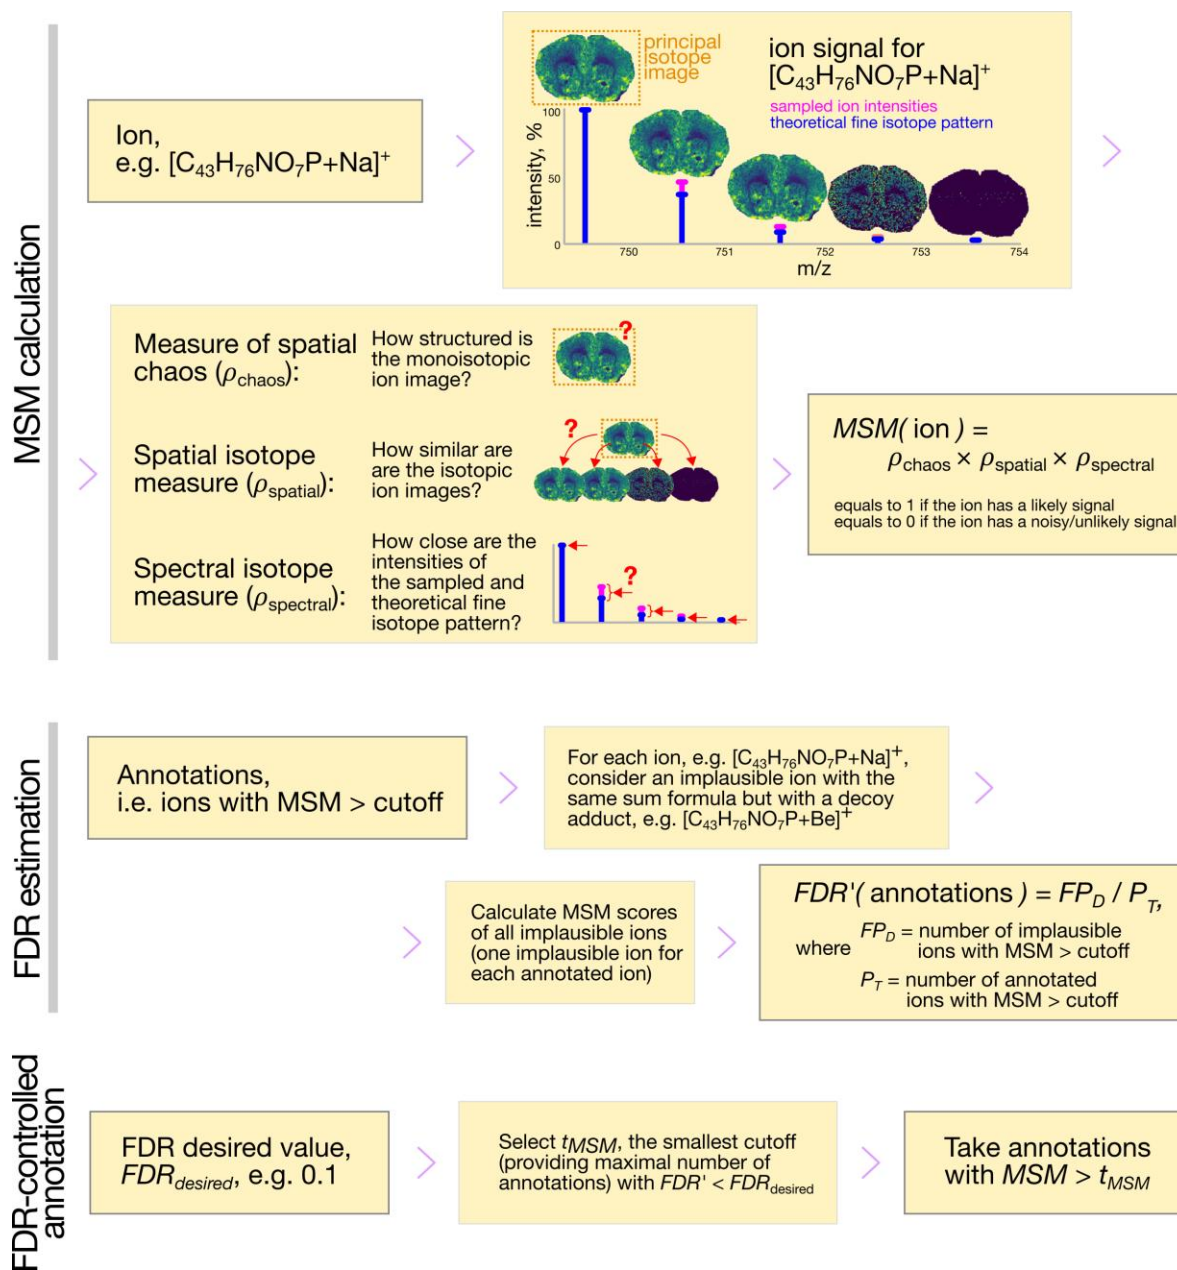 MSM calculation
Ion,
e.g. [C₄₃H₇₆NO₇P+Na]⁺
principal
isotope
image
ion signal for
[C₄₃H₇₆NO₇P+Na]⁺
sampled ion intensities
theoretical fine isotope pattern
intensity, %
100
50
0
750
751
752
753
754
m/z
Measure of spatial
chaos (ρchaos):
How structured is
the monoisotopic
ion image?
?
Spatial isotope
measure (ρspatial):
How similar are
are the isotopic
ion images?
?
Spectral isotope
measure (ρspectral):
How close are the
intensities of
the sampled and
theoretical fine
isotope pattern?
?
MSM( ion ) =
ρchaos × ρspatial × ρspectral
equals to 1 if the ion has a likely signal
equals to 0 if the ion has a noisy/unlikely signal
FDR estimation
Annotations,
i.e. ions with MSM > cutoff
For each ion, e.g. [C₄₃H₇₆NO₇P+Na]⁺,
consider an implausible ion with the
same sum formula but with a decoy
adduct, e.g. [C₄₃H₇₆NO₇P+Be]⁺
Calculate MSM scores
of all implausible ions
(one implausible ion for
each annotated ion)
FDR'( annotations ) = FP_D / P_T,
where FP_D = number of implausible
ions with MSM > cutoff
P_T = number of annotated
ions with MSM > cutoff
FDR-controlled
annotation
FDR desired value,
FDRdesired, e.g. 0.1
Select tMSM, the smallest cutoff
(providing maximal number of
annotations) with FDR' < FDRdesired
Take annotations
with MSM > tMSM